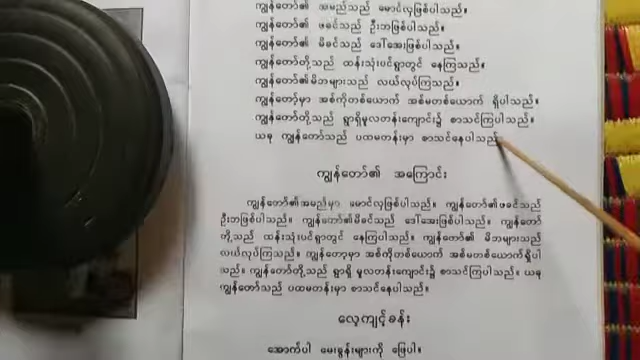 ကျွန်တော်၏ အမည်သည် မောင်လှဖြစ်ပါသည်။
ကျွန်တော်၏ ဖခင်သည် ဦးဘဖြစ်ပါသည်။
ကျွန်တော်၏ မိခင်သည် ဒေါ်အေးဖြစ်ပါသည်။
ကျွန်တော်တို့သည် ထန်းသုံးပင်ရွာတွင် နေကြသည်။
ကျွန်တော်၏မိဘများသည် လယ်လုပ်ကြသည်။
ကျွန်တော့်မှာ အစ်ကိုတစ်ယောက် အစ်မတစ်ယောက် ရှိပါသည်။
ကျွန်တော်တို့သည် ရွာရှိမူလတန်းကျောင်း၌ စာသင်ကြပါသည်။
ယခု ကျွန်တော်သည် ပထမတန်းမှာ စာသင်နေပါသည်
ကျွန်တော်၏ အကြောင်း
ကျွန်တော်၏အမည်မှာ မောင်လှဖြစ်ပါသည်။ ကျွန်တော်၏ဖခင်သည်
ဦးဘဖြစ်ပါသည်။ ကျွန်တော်၏မိခင်သည် ဒေါ်အေးဖြစ်ပါသည်။ ကျွန်တော်
တို့သည် ထန်းသုံးပင်ရွာတွင် နေကြပါသည်။ ကျွန်တော်၏ မိဘများသည်
လယ်လုပ်ကြပါသည်။ ကျွန်တော့မှာ အစ်ကိုတစ်ယောက် အစ်မတစ်ယောက်ရှိပါ
သည်။ ကျွန်တော်တို့သည် ရွာရှိ မူလတန်းကျောင်း၌ စာသင်ကြပါသည်။ ယခု
ကျွန်တော်သည် ပထမတန်းမှာ စာသင်နေပါသည်။
လေ့ကျင့်ခန်း
အောက်ပါ မေးခွန်းများကို ဖြေပါ။